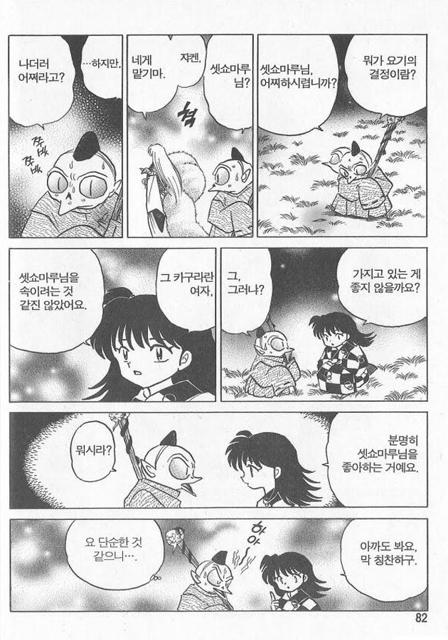 뭐가 요기의
결정이람?
셋쇼마루님,
어찌하시렵니까?
셋쇼마루
님?
쟈켄,
네게
맡기마.
…하지만,
나더러
어쩌라고?
가지고 있는 게
좋지 않을까요?
그,
그러냐?
그 카구라란
여자,
셋쇼마루님을
속이려는 것
같진 않았어요.
분명히
셋쇼마루님을
좋아하는 거예요.
뭐시라?
아까도 봐요,
막 칭찬하구.
하
아
요 단순한 것
같으니….
82